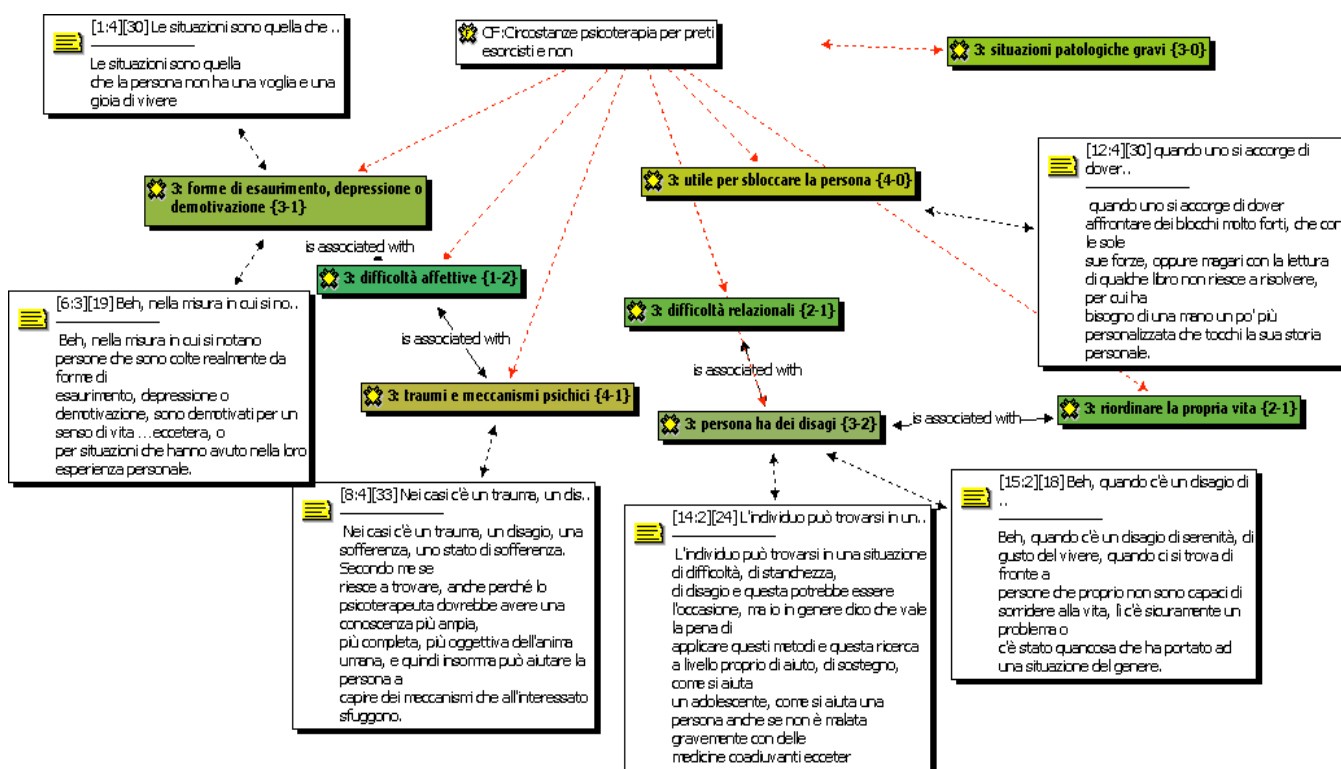 [1:4][30] Le situazioni sono quella che ..
Le situazioni sono quella
che la persona non ha una voglia e una
gioia di vivere
CF:Circostanze psicoterapia per preti
esorcisti e non
3: situazioni patologiche gravi {3-0}
[12:4][30] quando uno si accorge di
dover..
quando uno si accorge di dover
affrontare dei blocchi molto forti, che con
le sole
sue forze, oppure magari con la lettura
di qualche libro non riesce a risolvere,
per cui ha
bisogno di una mano un po' più
personalizzata che tocchi la sua storia
personale.
3: forme di esaurimento, depressione o
demotivazione {3-1}
3: utile per sbloccare la persona {4-0}
is associated with
3: difficoltà affettive {1-2}
[6:3][19] Beh, nella misura in cui si no..
Beh, nella misura in cui si notano
persone che sono colte realmente da
forme di
esaurimento, depressione o
demotivazione, sono demotivati per un
senso di vita ...eccetera, o
per situazioni che hanno avuto nella loro
esperienza personale.
3: difficoltà relazionali {2-1}
is associated with
is associated with
3: traumi e meccanismi psichici {4-1}
3: persona ha dei disagi {3-2}
is associated with
3: riordinare la propria vita {2-1}
[8:4][33] Nei casi c'è un trauma, un dis..
Nei casi c'è un trauma, un disagio, una
sofferenza, uno stato di sofferenza.
Secondo me se
riesce a trovare, anche perché lo
psicoterapeuta dovrebbe avere una
conoscenza più ampia,
più completa, più oggettiva dell'anima
umana, e quindi insomma può aiutare la
persona a
capire dei meccanismi che all'interessato
sfuggono.
[14:2][24] L'individuo può trovarsi in un..
L'individuo può trovarsi in una situazione
di difficoltà, di stanchezza,
di disagio e questa potrebbe essere
l'occasione, ma io in genere dico che vale
la pena di
applicare questi metodi e questa ricerca
a livello proprio di aiuto, di sostegno,
come si aiuta
un adolescente, come si aiuta una
persona anche se non è malata
gravemente con delle
medicine coadiuvanti ecceter
[15:2][18] Beh, quando c'è un disagio di
..
Beh, quando c'è un disagio di serenità, di
gusto del vivere, quando ci si trova di
fronte a
persone che proprio non sono capaci di
sorridere alla vita, lì c'è sicuramente un
problema o
c'è stato quancosa che ha portato ad
una situazione del genere.